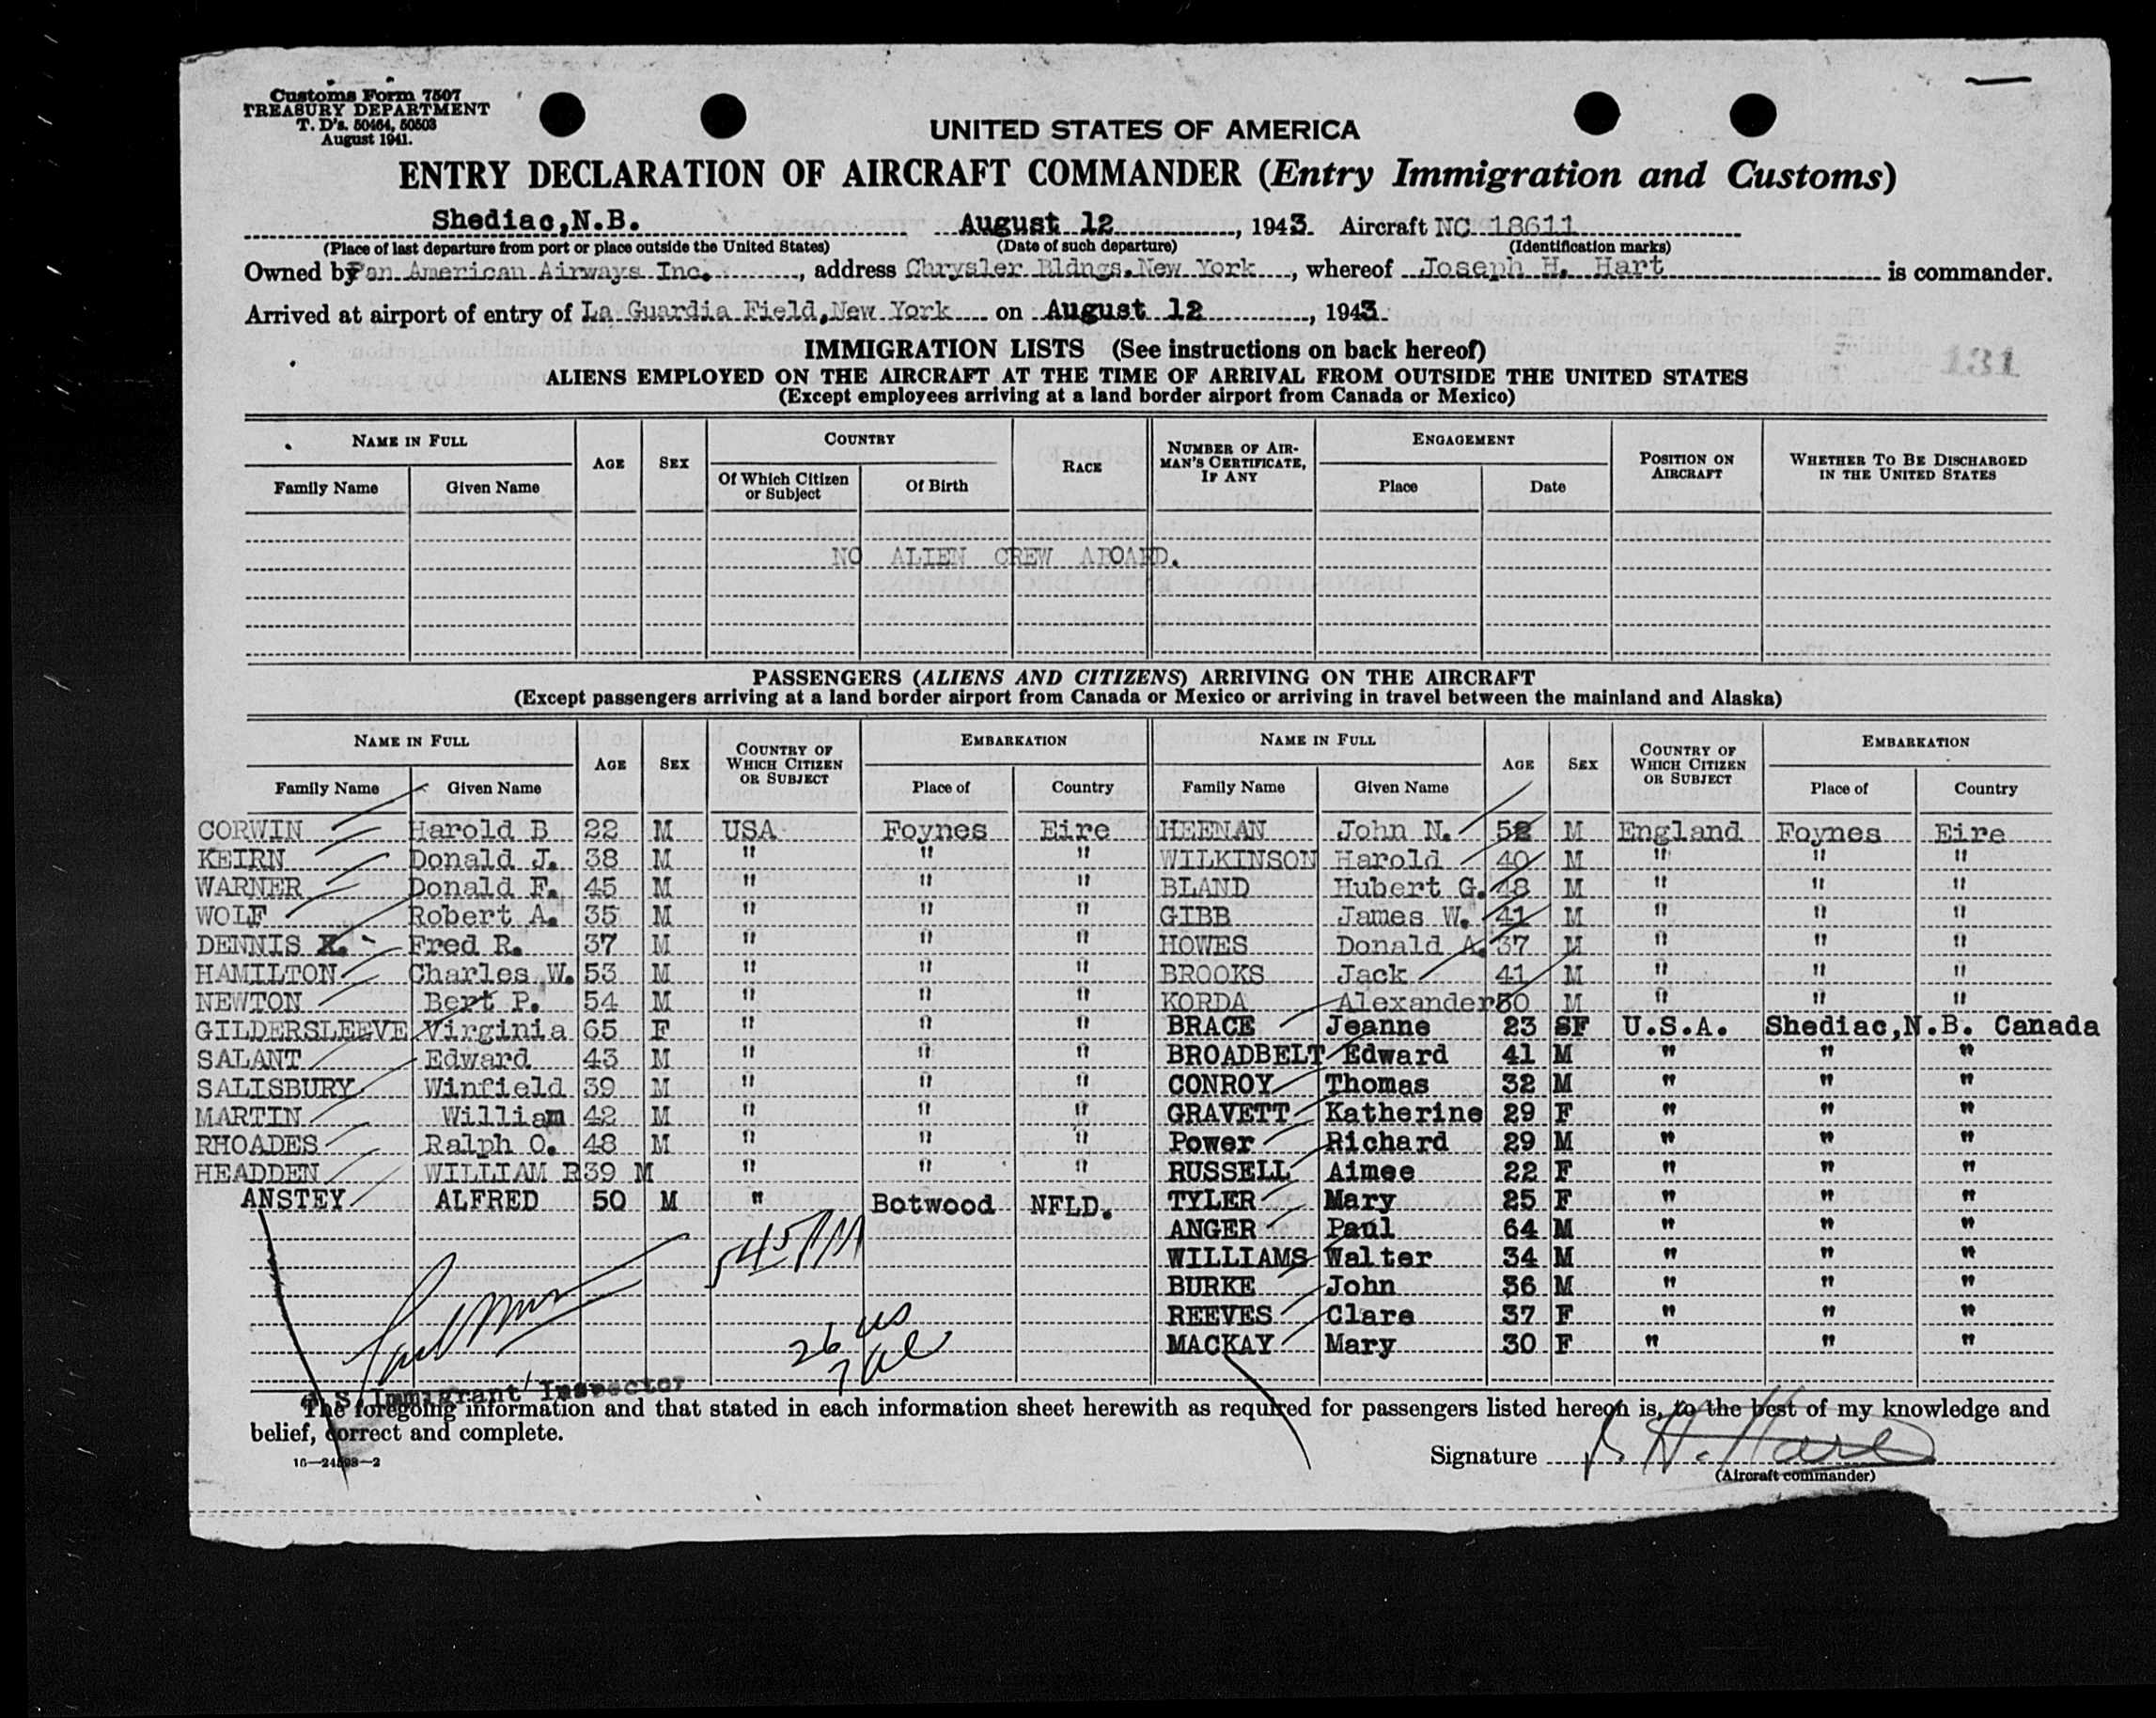 Customs Form 7507
TREASURY DEPARTMENT
T. D's. 50464, 50503
August 1941.
UNITED STATES OF AMERICA
ENTRY DECLARATION OF AIRCRAFT COMMANDER (Entry Immigration and Customs)
Shediac,N.B. August 12, 1943. Aircraft NC 18611
(Place of last departure from port or place outside the United States) (Date of such departure) (Identification marks)
Owned by Pan American Airways Inc., address Chrysler Bldngs. New York, whereof Joseph H. Hart is commander.
Arrived at airport of entry of La Guardia Field, New York on August 12, 1943.
131
IMMIGRATION LISTS (See instructions on back hereof)
ALIENS EMPLOYED ON THE AIRCRAFT AT THE TIME OF ARRIVAL FROM OUTSIDE THE UNITED STATES
(Except employees arriving at a land border airport from Canada or Mexico)
NAME IN FULL AGE SEX COUNTRY RACE NUMBER OF AIRMAN'S CERTIFICATE, IF ANY ENGAGEMENT POSITION ON AIRCRAFT WHETHER TO BE DISCHARGED IN THE UNITED STATES
Family Name Given Name Of Which Citizen or Subject Of Birth Place Date
NO ALIEN CREW ABOARD.
PASSENGERS (ALIENS AND CITIZENS) ARRIVING ON THE AIRCRAFT
(Except passengers arriving at a land border airport from Canada or Mexico or arriving in travel between the mainland and Alaska)
NAME IN FULL AGE SEX COUNTRY OF WHICH CITIZEN OR SUBJECT EMBARKATION NAME IN FULL AGE SEX COUNTRY OF WHICH CITIZEN OR SUBJECT EMBARKATION
Family Name Given Name Place of Country Family Name Given Name Place of Country
CORWIN Harold B 22 M USA Foynes Eire HEENAN John N. 52 M England Foynes Eire
KEIRN Donald J. 38 M " " " WILKINSON Harold 40 M " " "
WARNER Donald F. 45 M " " " BLAND Hubert G. 48 M " " "
WOLF Robert A. 35 M " " " GIBB James W. 41 M " " "
DENNIS X. Fred R. 37 M " " " HOWES Donald A. 37 M " " "
HAMILTON Charles W. 53 M " " " BROOKS Jack 41 M " " "
NEWTON Bert P. 54 M " " " KORDA Alexander 50 M " " "
GILDERSLEEVE Virginia 65 F " " " BRACE Jeanne 23 SF U.S.A. Shediac,N.B. Canada
SALANT Edward 43 M " " " BROADBELT Edward 41 M " " "
SALISBURY Winfield 39 M " " " CONROY Thomas 32 M " " "
MARTIN William 42 M " " " GRAVETT Katherine 29 F " " "
RHOADES Ralph O. 48 M " " " Power Richard 29 M " " "
HEADDEN WILLIAM R 39 M " " " RUSSELL Aimee 22 F " " "
ANSTEY ALFRED 50 M " Botwood NFLD. TYLER Mary 25 F " " "
ANGER Paul 64 M " " "
545 PM WILLIAMS Walter 34 M " " "
BURKE John 36 M " " "
26 us REEVES Clare 37 F " " "
7 al MACKAY Mary 30 F " " "
U.S. Immigrant Inspector
The foregoing information and that stated in each information sheet herewith as required for passengers listed hereon is, to the best of my knowledge and
belief, correct and complete.
Signature J. H. Hart
(Aircraft commander)